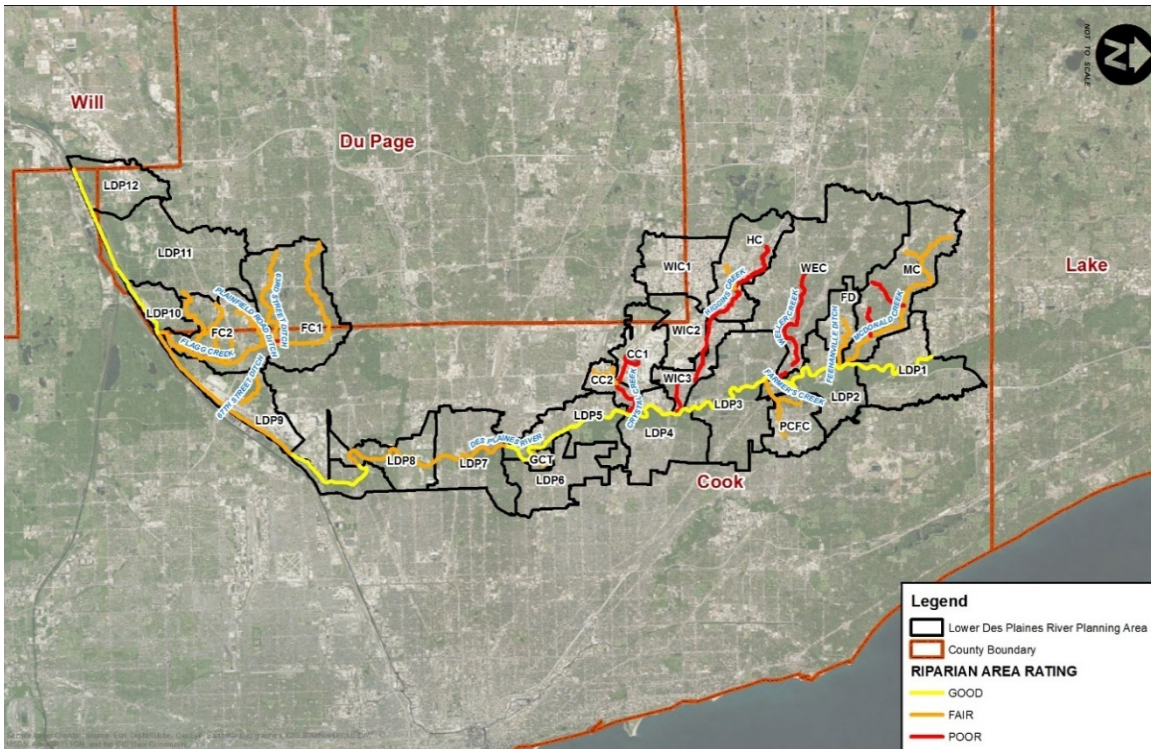 NOT TO SCALE
N
Will
Du Page
Lake
Cook
LDP12
LDP11
LDP10
63RD STREET DITCH
PLAINFIELD ROAD DITCH
FC1
FC2
FLAGG CREEK
67TH STREET DITCH
LDP9
LDP8
LDP7
DES PLAINES RIVER
GCT
LDP6
LDP5
CC2
CC1
CRYSTAL CREEK
WIC1
WIC2
WIC3
LDP4
HC
HIGGINS CREEK
LDP3
WEC
WELLER CREEK
FARMER'S CREEK
PCFC
LDP2
FD
FEEHANVILLE DITCH
MC
MCDONALD CREEK
LDP1
Legend
Lower Des Plaines River Planning Area
County Boundary
RIPARIAN AREA RATING
GOOD
FAIR
POOR